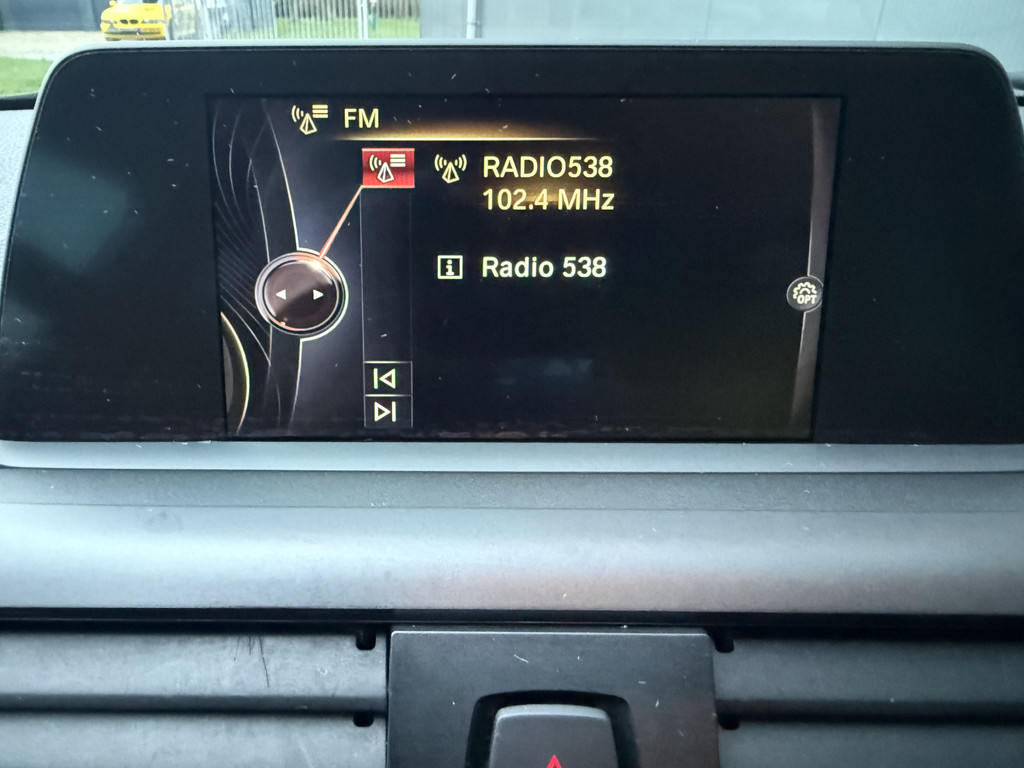 FM
RADIO538
102.4 MHz
Radio 538
OPT